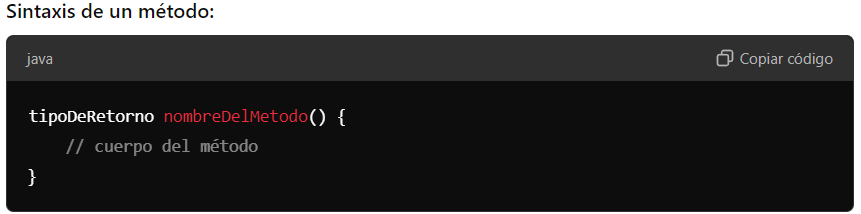 Sintaxis de un método:
java
Copiar código
tipoDeRetorno nombreDelMetodo() {
    // cuerpo del método
}